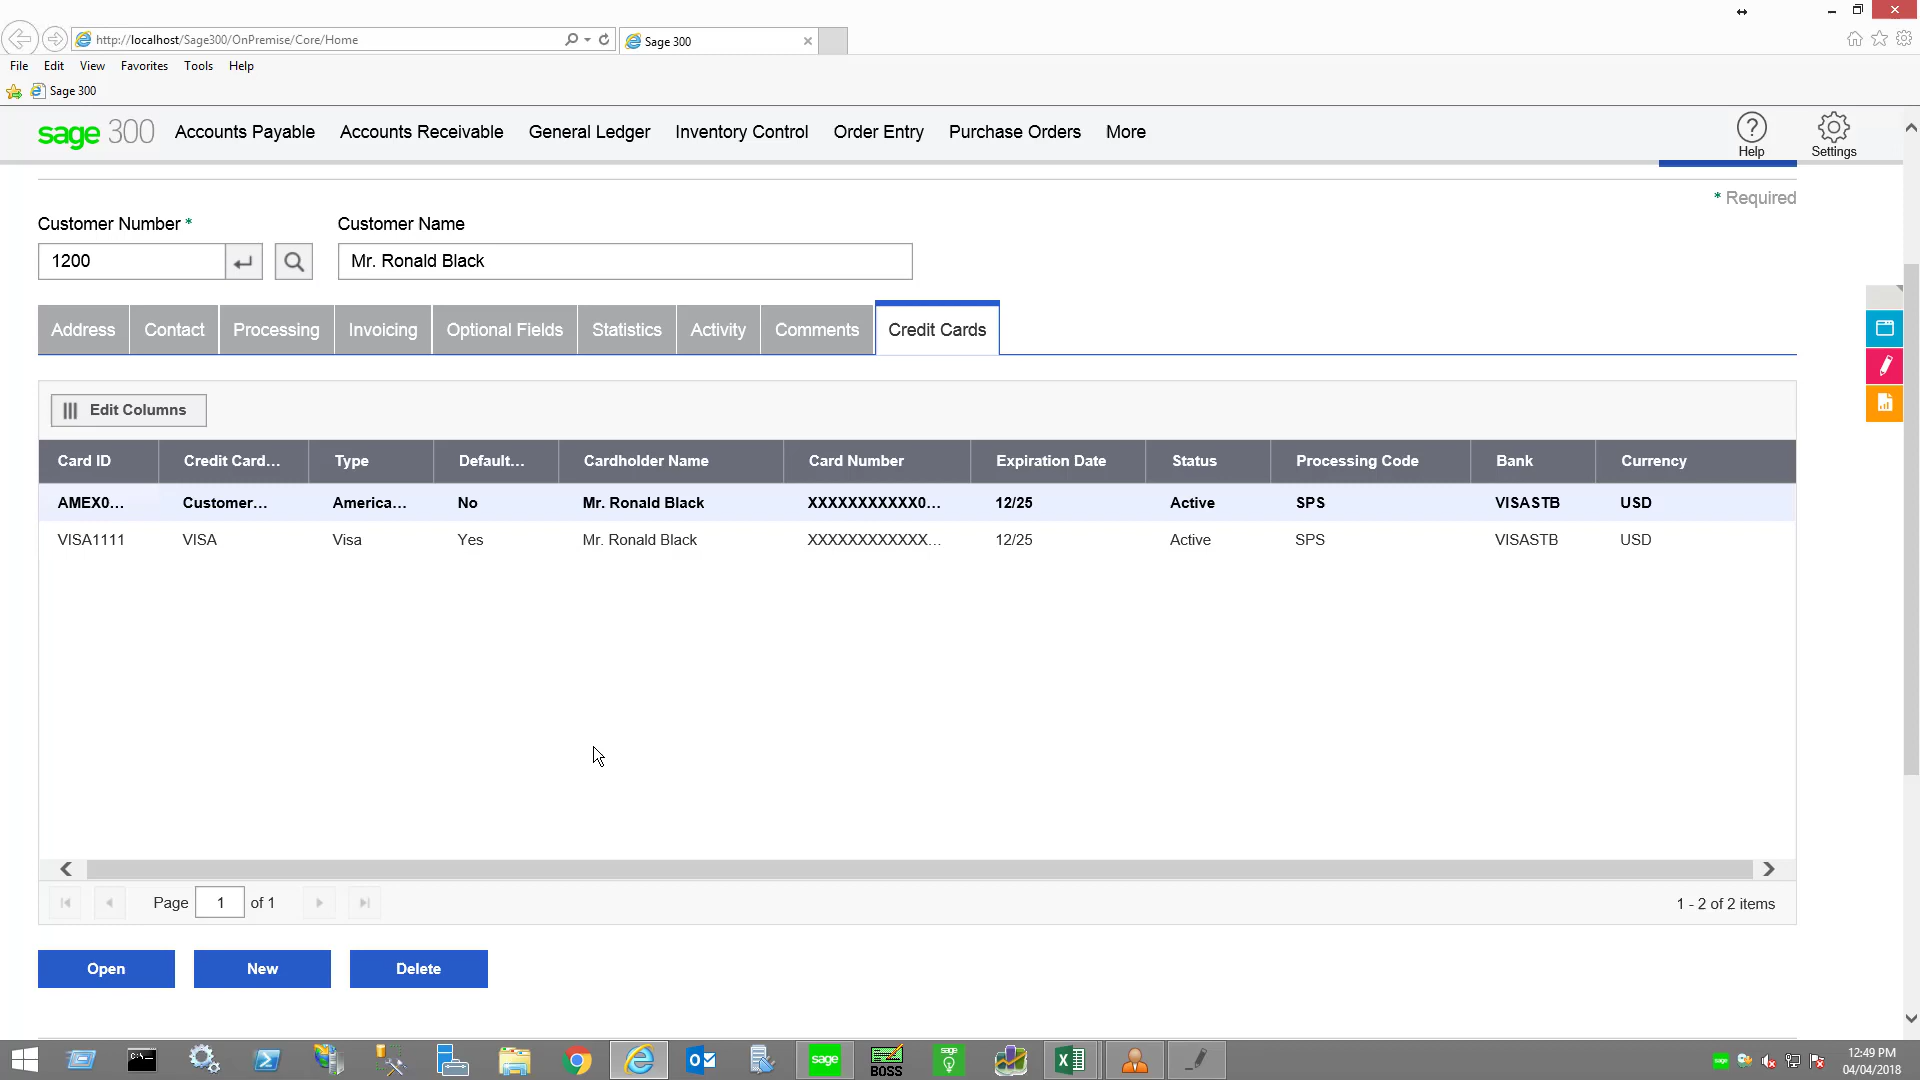 http://localhost/Sage300/OnPremise/Core/Home
Sage 300
File Edit View Favorites Tools Help
Sage 300
sage 300 Accounts Payable Accounts Receivable General Ledger Inventory Control Order Entry Purchase Orders More Help Settings
* Required
Customer Number * Customer Name
1200 Mr. Ronald Black
Address Contact Processing Invoicing Optional Fields Statistics Activity Comments Credit Cards
Edit Columns
Card ID Credit Card... Type Default... Cardholder Name Card Number Expiration Date Status Processing Code Bank Currency
AMEX0... Customer... America... No Mr. Ronald Black XXXXXXXXXXX0... 12/25 Active SPS VISASTB USD
VISA1111 VISA Visa Yes Mr. Ronald Black XXXXXXXXXXXX... 12/25 Active SPS VISASTB USD
Page 1 of 1 1 - 2 of 2 items
Open New Delete
C:\_ sage BOSS sage 12:49 PM
04/04/2018